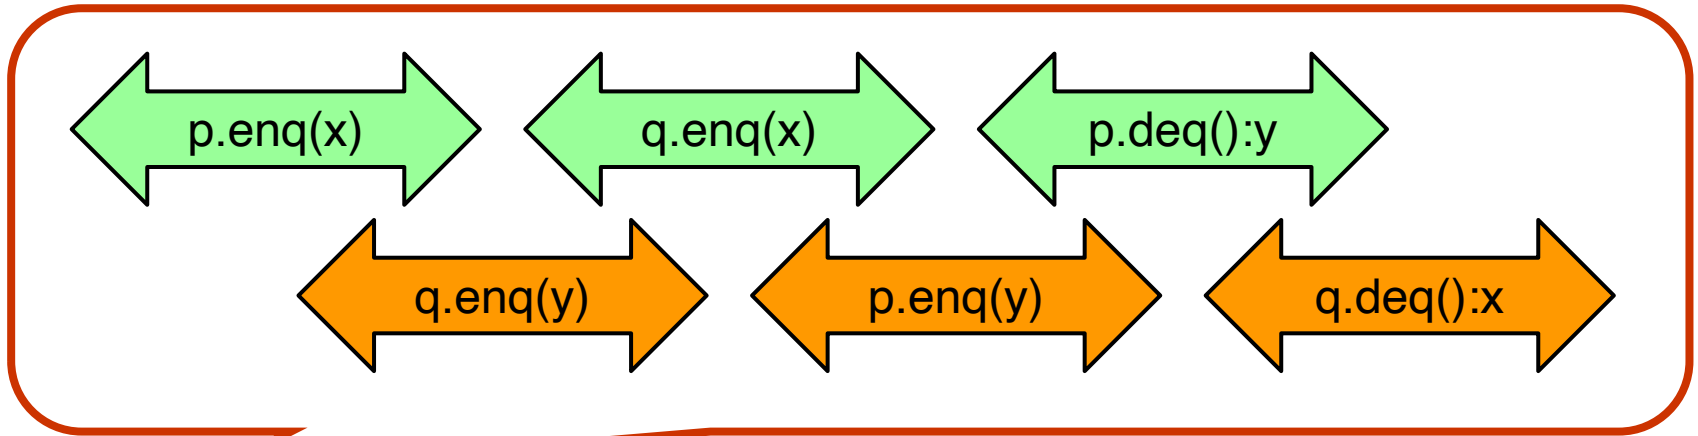 p.enq(x) q.enq(x) p.deq():y
q.enq(y) p.enq(y) q.deq():x